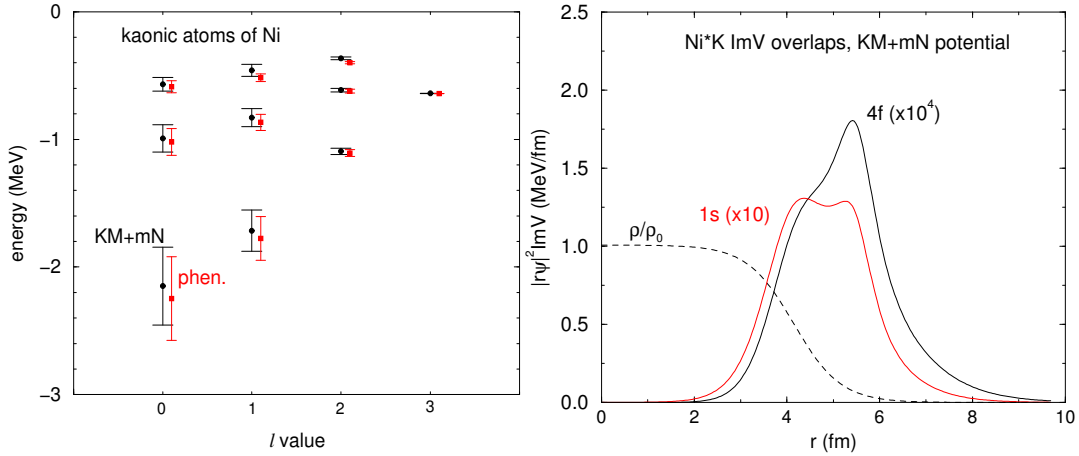 0
−1
−2
−3
energy (MeV)
kaonic atoms of Ni
KM+mN
phen.
0
1
2
3
l value
2.5
2.0
1.5
1.0
0.5
0.0
|rψ|²ImV (MeV/fm)
Ni*K ImV overlaps, KM+mN potential
4f (x10⁴)
1s (x10)
ρ/ρ₀
0
2
4
6
8
10
r (fm)